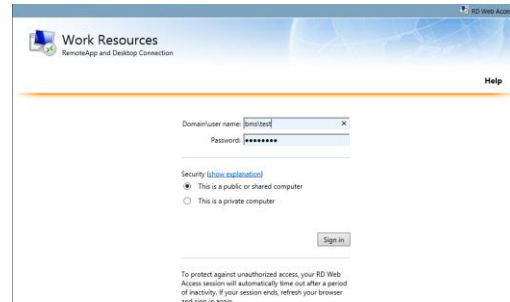 RD Web Acces
Work Resources
RemoteApp and Desktop Connection
Help
Domain\user name: bms\test
Password: ••••••••
Security (show explanation)
This is a public or shared computer
This is a private computer
Sign in
To protect against unauthorized access, your RD Web
Access session will automatically time out after a period
of inactivity. If your session ends, refresh your browser
and sign in again.